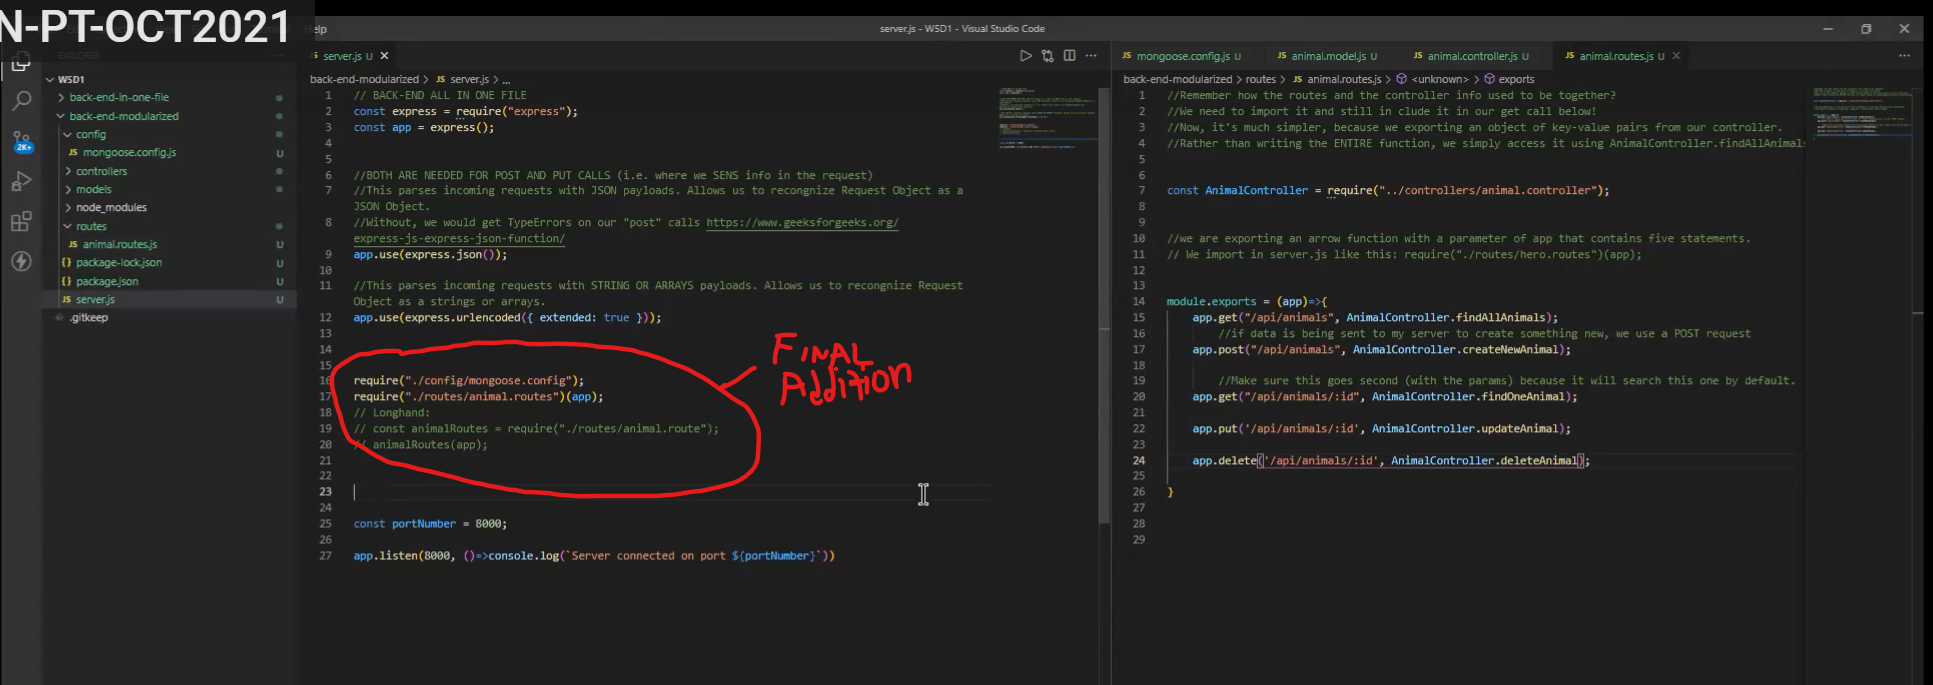 N-PT-OCT2021
Help
server.js - W5D1 - Visual Studio Code
EXPLORER
W5D1
back-end-in-one-file
back-end-modularized
config
mongoose.config.js U
controllers
models
node_modules
routes
animal.routes.js U
package-lock.json U
package.json U
server.js U
.gitkeep
2K+
JS server.js U
back-end-modularized > JS server.js > ...
1 // BACK-END ALL IN ONE FILE
2 const express = require("express");
3 const app = express();
4
5
6 //BOTH ARE NEEDED FOR POST AND PUT CALLS (i.e. where we SENS info in the request)
7 //This parses incoming requests with JSON payloads. Allows us to recongnize Request Object as a
JSON Object.
8 //Without, we would get TypeErrors on our "post" calls https://www.geeksforgeeks.org/
express-js-express-json-function/
9 app.use(express.json());
10
11 //This parses incoming requests with STRING OR ARRAYS payloads. Allows us to recongnize Request
Object as a strings or arrays.
12 app.use(express.urlencoded({ extended: true }));
13
14
15
16 require("./config/mongoose.config");
17 require("./routes/animal.routes")(app);
18 // Longhand:
19 // const animalRoutes = require("./routes/animal.route");
20 // animalRoutes(app);
21
22
23
24
25 const portNumber = 8000;
26
27 app.listen(8000, ()=>console.log(`Server connected on port ${portNumber}`))
FINAL
Addition
JS mongoose.config.js U JS animal.model.js U JS animal.controller.js U JS animal.routes.js U
back-end-modularized > routes > JS animal.routes.js > <unknown> > exports
1 //Remember how the routes and the controller info used to be together?
2 //We need to import it and still in clude it in our get call below!
3 //Now, it's much simpler, because we exporting an object of key-value pairs from our controller.
4 //Rather than writing the ENTIRE function, we simply access it using AnimalController.findAllAnimals
5
6
7 const AnimalController = require("../controllers/animal.controller");
8
9
10 //we are exporting an arrow function with a parameter of app that contains five statements.
11 // We import in server.js like this: require("./routes/hero.routes")(app);
12
13
14 module.exports = (app)=>{
15 app.get("/api/animals", AnimalController.findAllAnimals);
16 //if data is being sent to my server to create something new, we use a POST request
17 app.post("/api/animals", AnimalController.createNewAnimal);
18
19 //Make sure this goes second (with the params) because it will search this one by default.
20 app.get("/api/animals/:id", AnimalController.findOneAnimal);
21
22 app.put('/api/animals/:id', AnimalController.updateAnimal);
23
24 app.delete('/api/animals/:id', AnimalController.deleteAnimal);
25
26 }
27
28
29